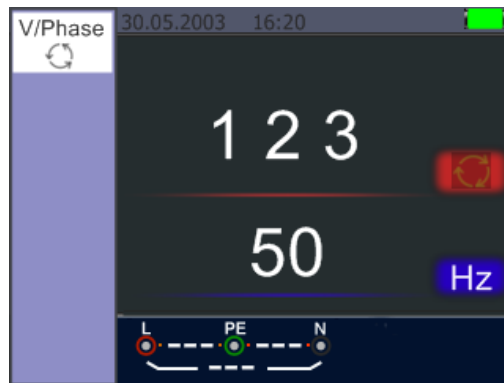 V/Phase
30.05.2003 16:20
1 2 3
50
Hz
L PE N
--- ---
---